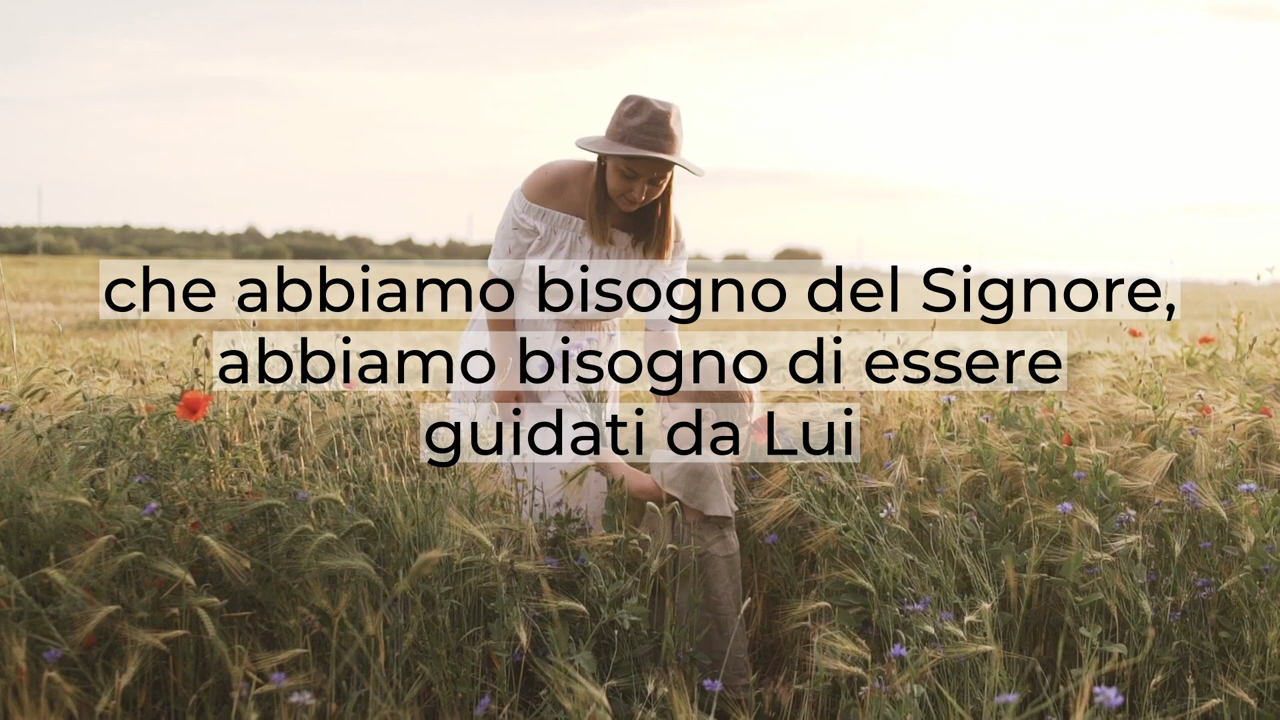 che abbiamo bisogno del Signore,
abbiamo bisogno di essere
guidati da Lui